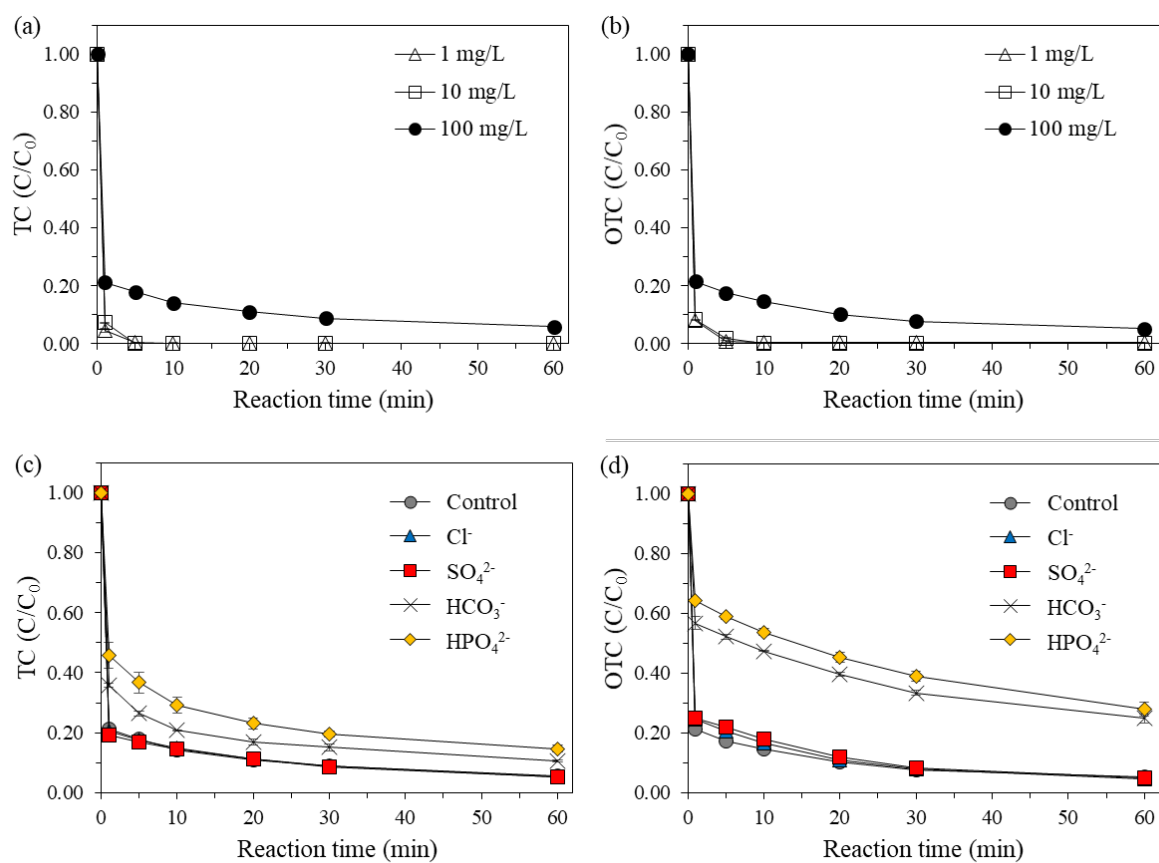 (a)
TC (C/C₀)
1.00
0.80
0.60
0.40
0.20
0.00
1 mg/L
10 mg/L
100 mg/L
0 10 20 30 40 50 60
Reaction time (min)
(b)
OTC (C/C₀)
1.00
0.80
0.60
0.40
0.20
0.00
1 mg/L
10 mg/L
100 mg/L
0 10 20 30 40 50 60
Reaction time (min)
(c)
TC (C/C₀)
1.00
0.80
0.60
0.40
0.20
0.00
Control
Cl⁻
SO₄²⁻
HCO₃⁻
HPO₄²⁻
0 10 20 30 40 50 60
Reaction time (min)
(d)
OTC (C/C₀)
1.00
0.80
0.60
0.40
0.20
0.00
Control
Cl⁻
SO₄²⁻
HCO₃⁻
HPO₄²⁻
0 10 20 30 40 50 60
Reaction time (min)